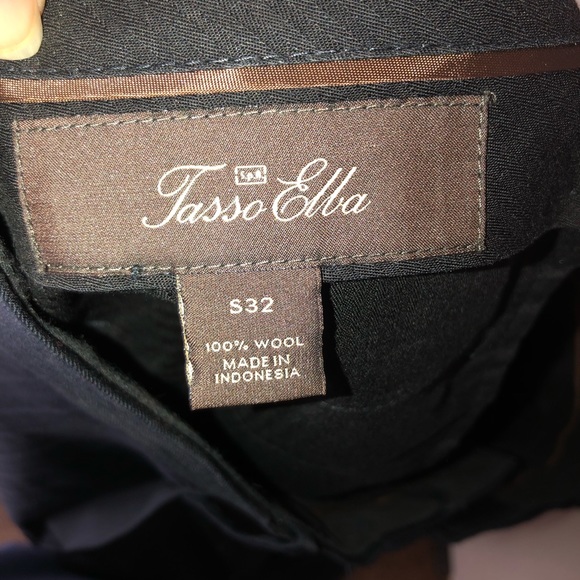 Tasso Elba
S32
100% WOOL
MADE IN
INDONESIA